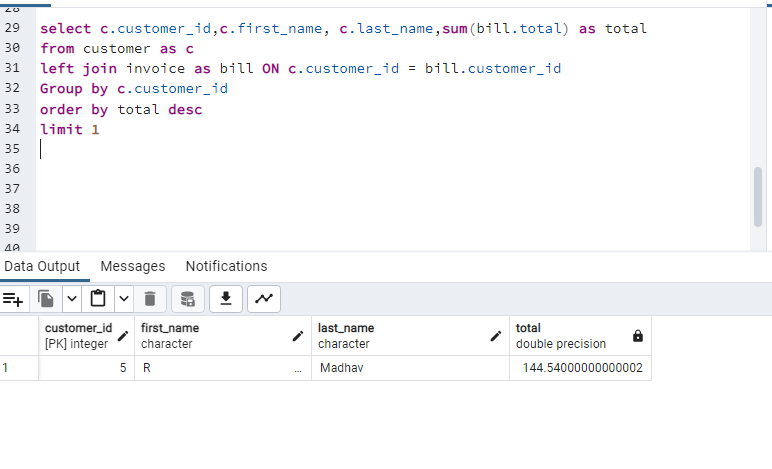 28
29 select c.customer_id,c.first_name, c.last_name,sum(bill.total) as total
30 from customer as c
31 left join invoice as bill ON c.customer_id = bill.customer_id
32 Group by c.customer_id
33 order by total desc
34 limit 1
35
36
37
38
39
40
Data Output Messages Notifications
customer_id first_name last_name total
[PK] integer character character double precision
1 5 R ... Madhav 144.54000000000002